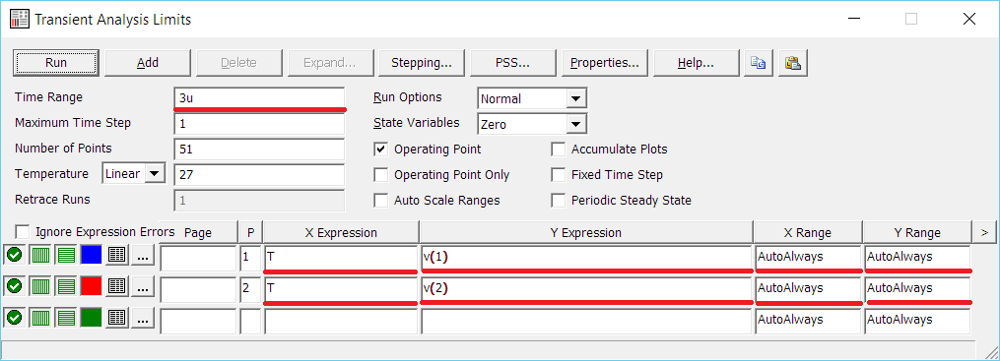 Transient Analysis Limits
Run Add Delete Expand... Stepping... PSS... Properties... Help...
Time Range 3u Run Options Normal
Maximum Time Step 1 State Variables Zero
Number of Points 51 Operating Point Accumulate Plots
Temperature Linear 27 Operating Point Only Fixed Time Step
Retrace Runs 1 Auto Scale Ranges Periodic Steady State
Ignore Expression Errors Page P X Expression Y Expression X Range Y Range >
... 1 T v(1) AutoAlways AutoAlways
... 2 T v(2) AutoAlways AutoAlways
... AutoAlways AutoAlways